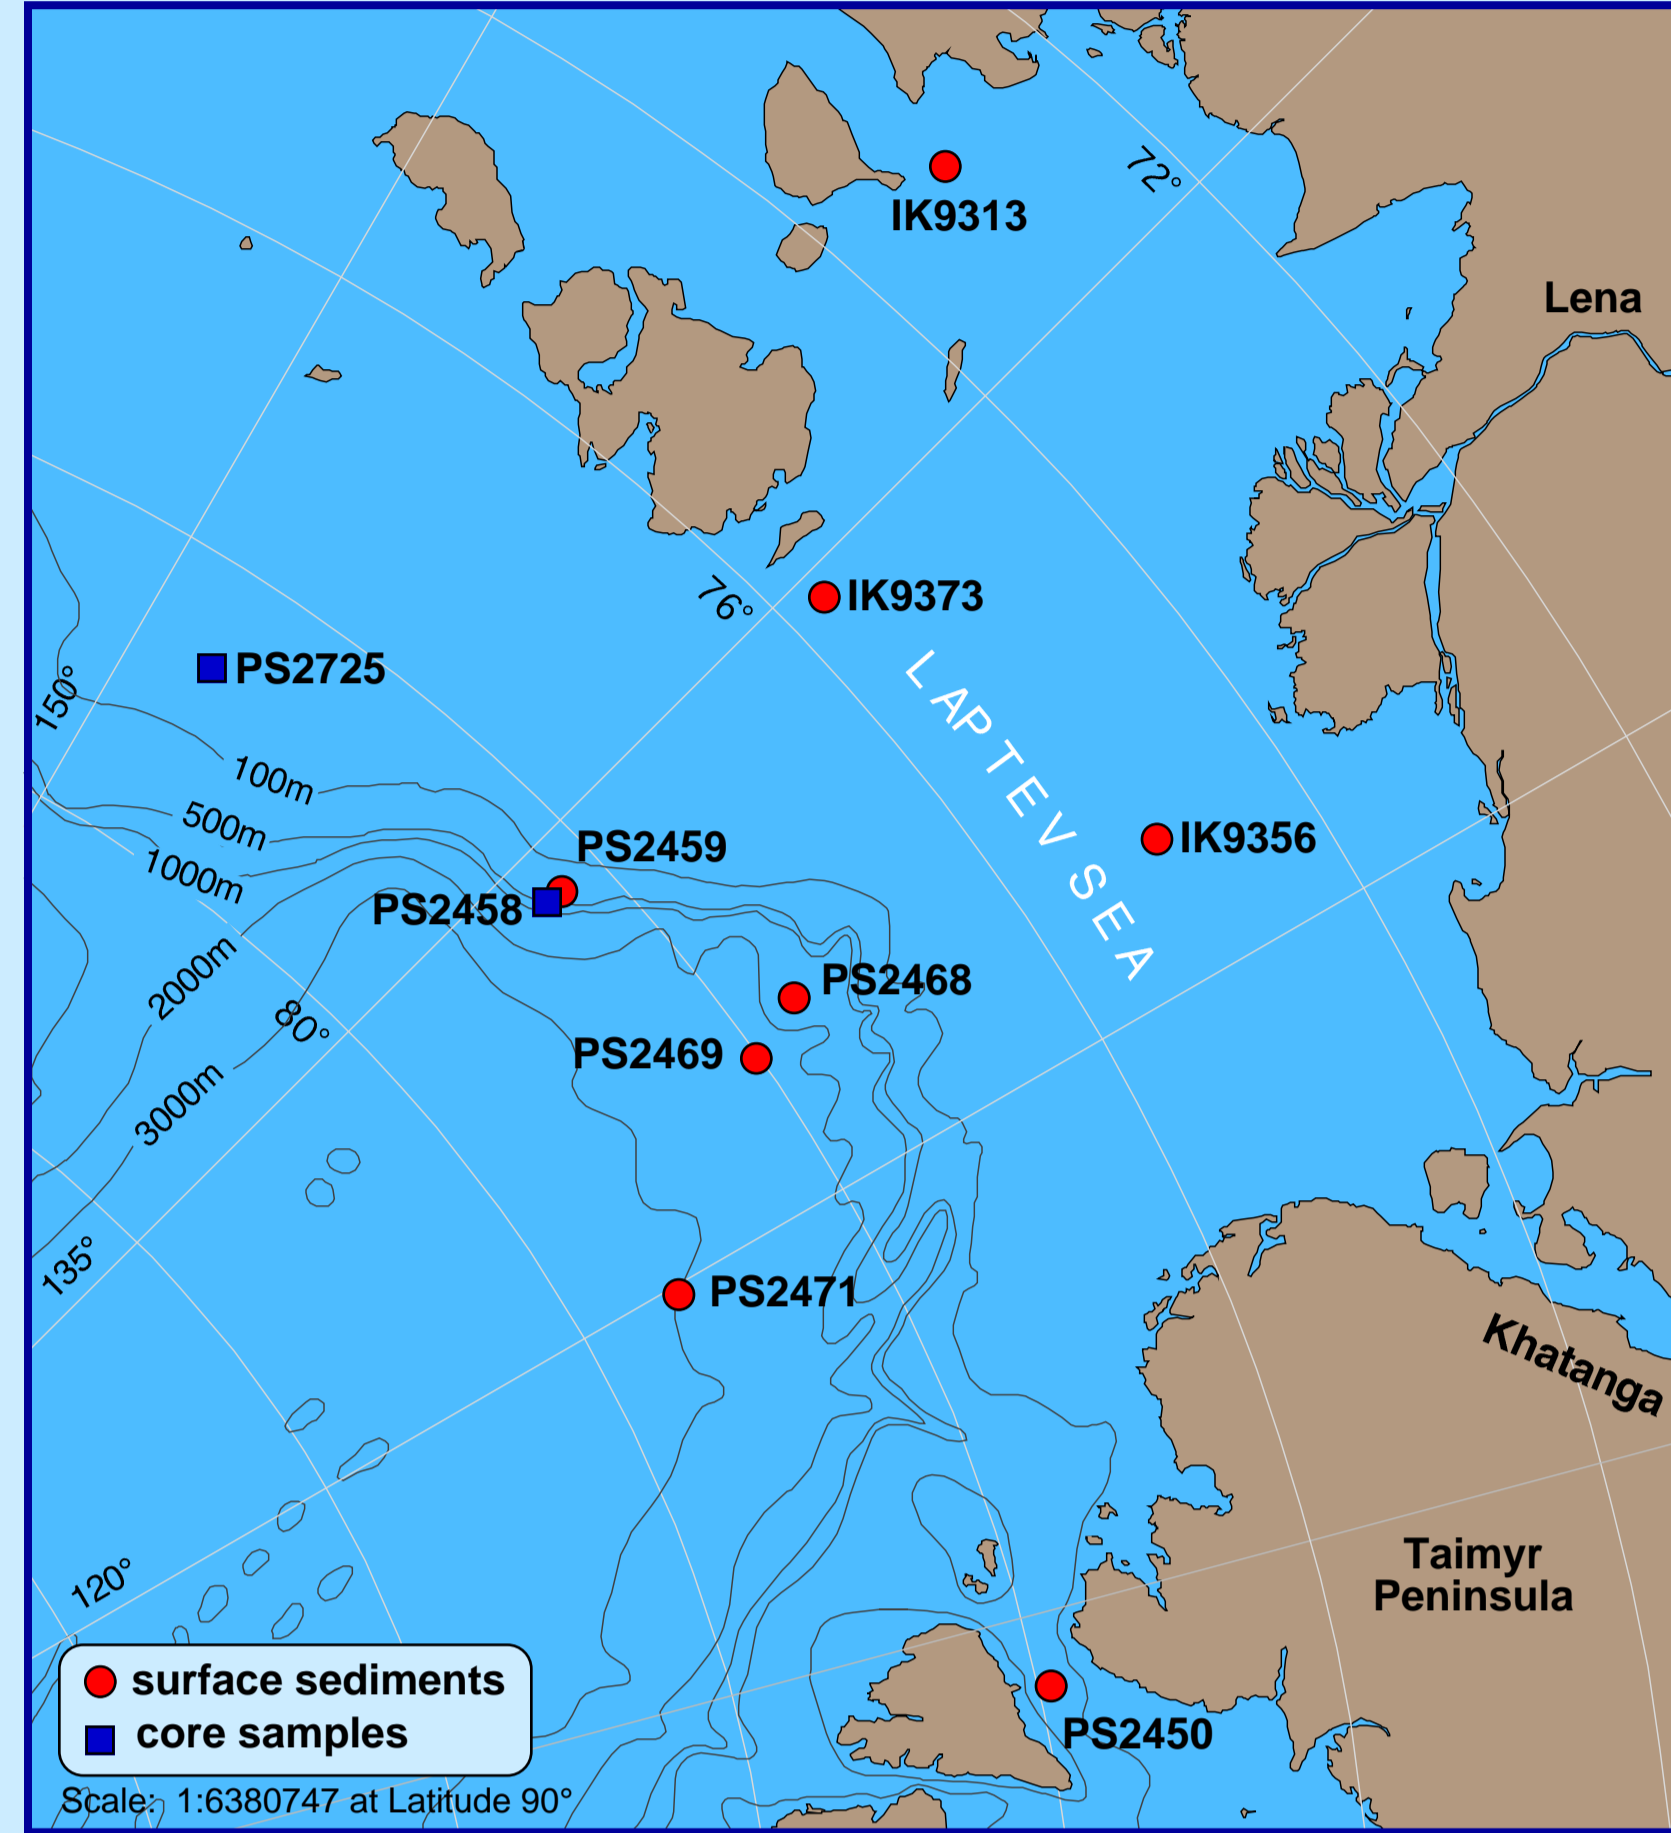 72°
IK9313
Lena
IK9373
76°
LAPTEV SEA
PS2725
150°
100m
500m
1000m
PS2459
PS2458
IK9356
2000m
80°
3000m
PS2468
PS2469
135°
PS2471
Khatanga
120°
Taimyr
Peninsula
surface sediments
core samples
PS2450
Scale: 1:6380747 at Latitude 90°